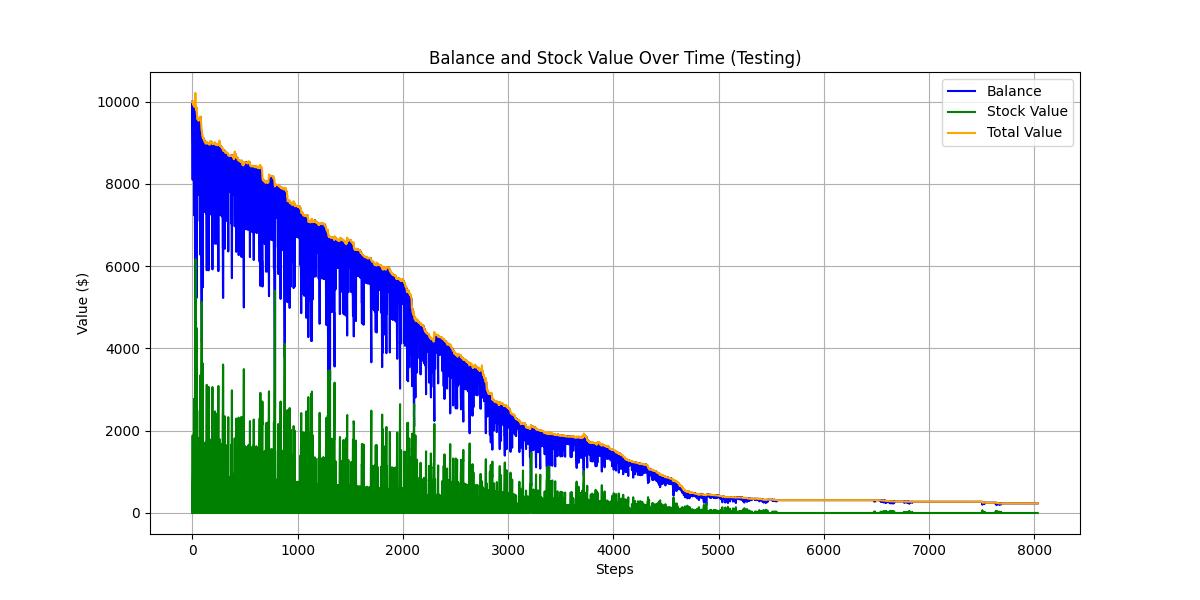 Balance and Stock Value Over Time (Testing)
Balance
Stock Value
Total Value
Value ($)
10000
8000
6000
4000
2000
0
0 1000 2000 3000 4000 5000 6000 7000 8000
Steps